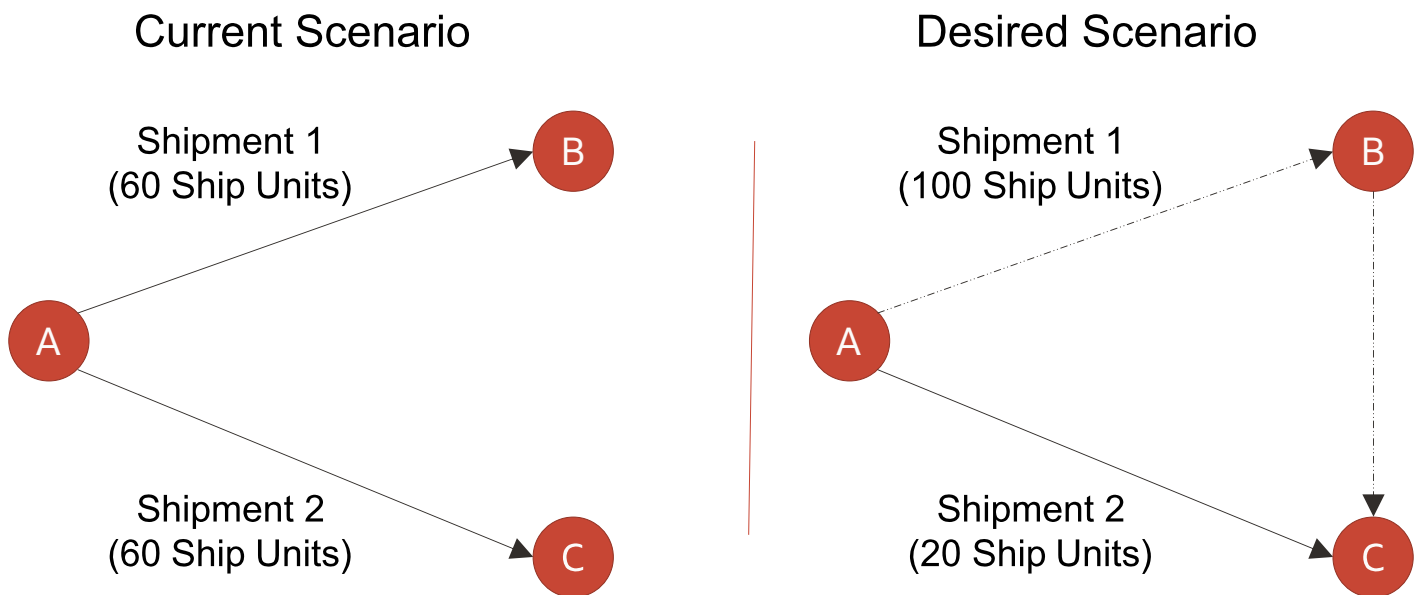 Current Scenario
Shipment 1
(60 Ship Units)
B
A
Shipment 2
(60 Ship Units)
C
Desired Scenario
Shipment 1
(100 Ship Units)
B
A
Shipment 2
(20 Ship Units)
C